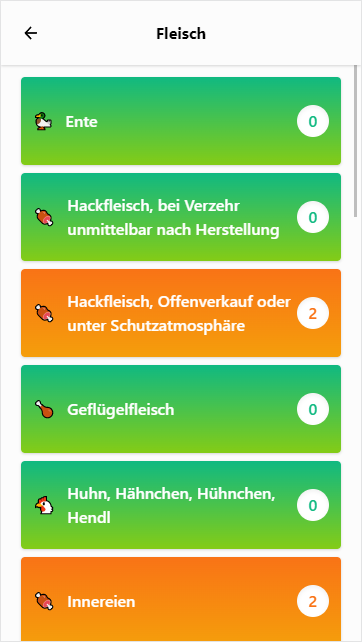 Fleisch
Ente
0
Hackfleisch, bei Verzehr
unmittelbar nach Herstellung
0
Hackfleisch, Offenverkauf oder
unter Schutzatmosphäre
2
Geflügelfleisch
0
Huhn, Hähnchen, Hühnchen,
Hendl
0
Innereien
2